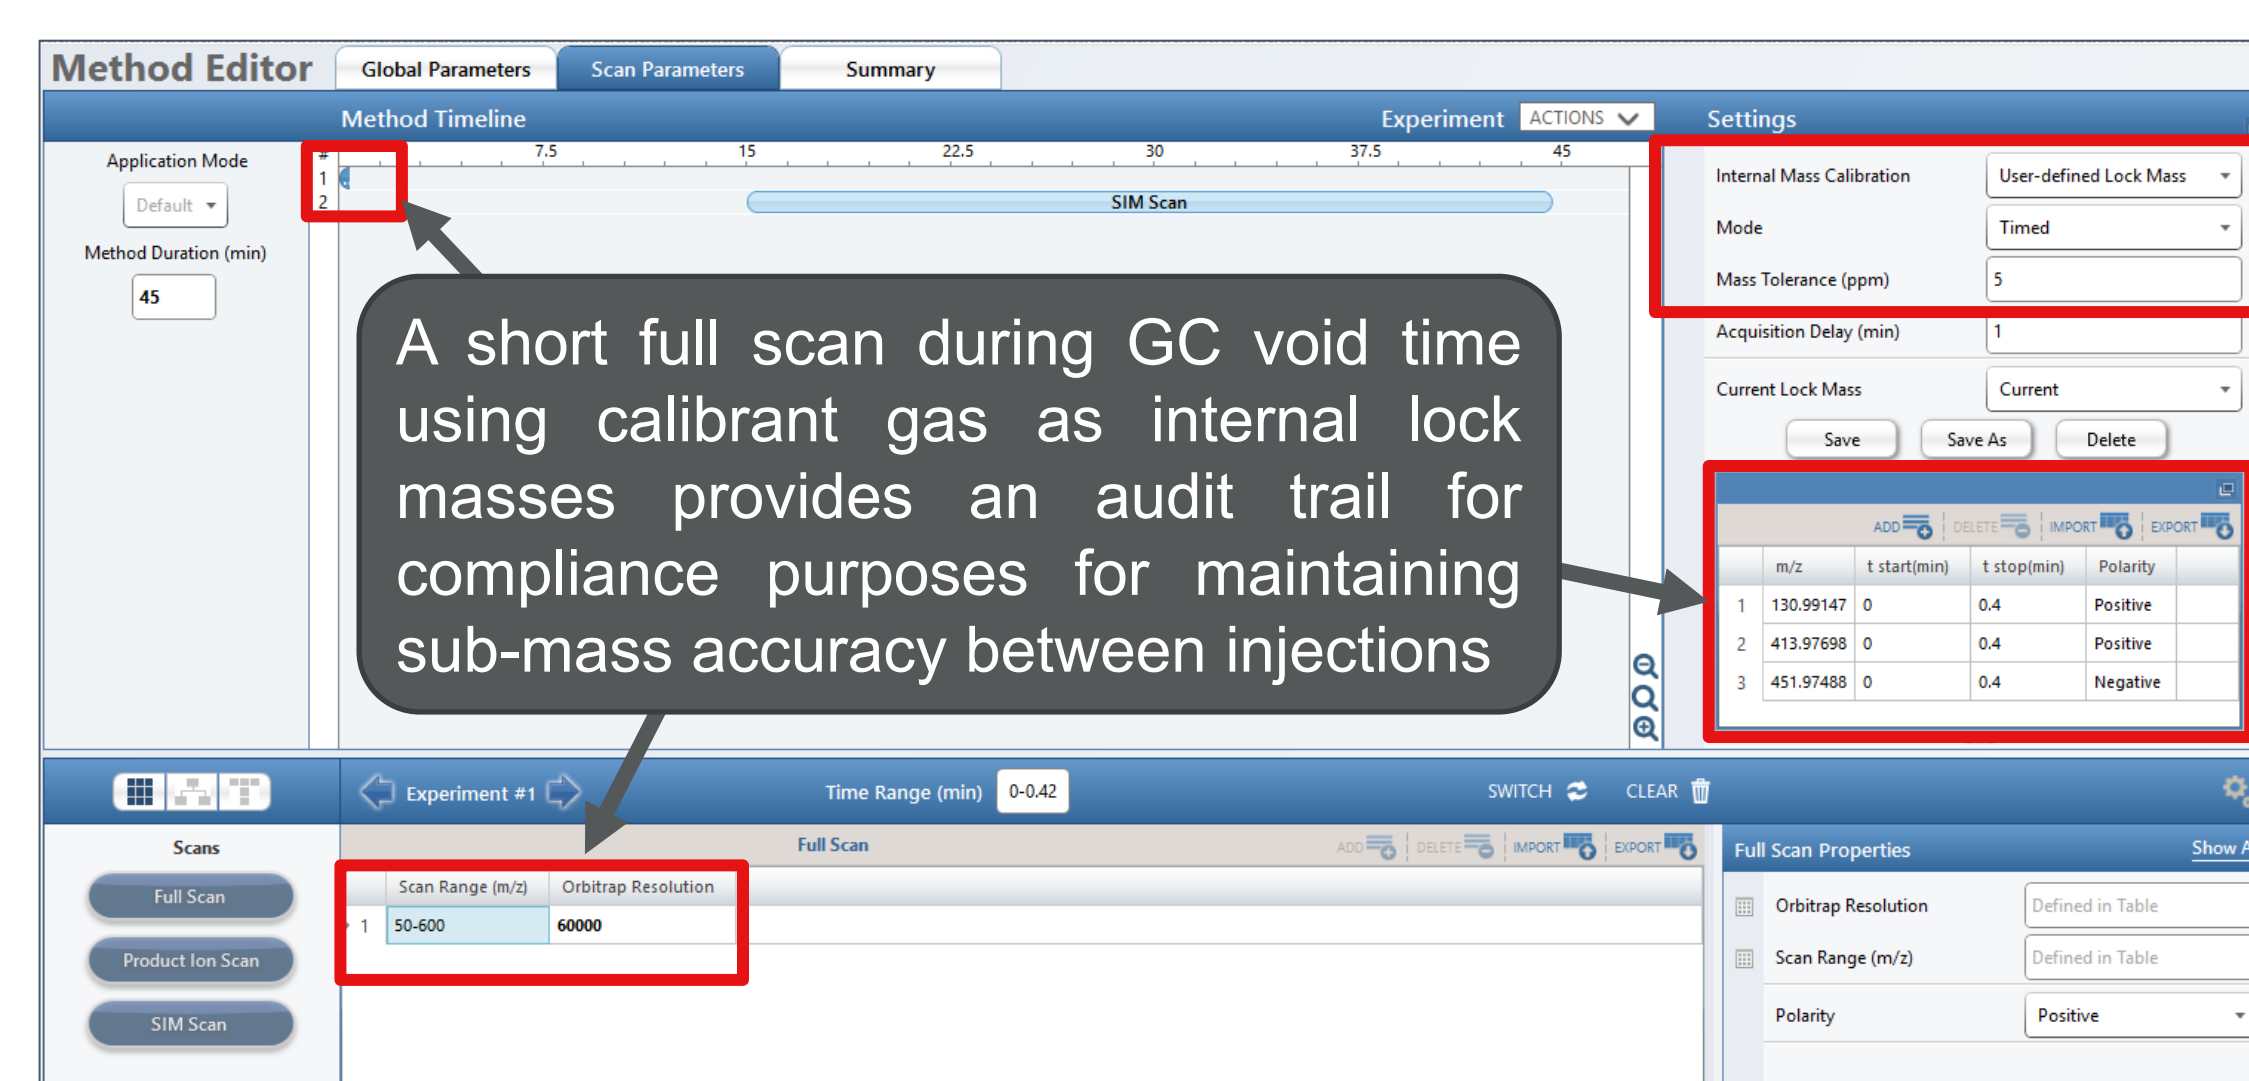 Method Editor Global Parameters Scan Parameters Summary
Method Timeline Experiment ACTIONS Settings
Application Mode
Default
Method Duration (min)
45
# 7.5 15 22.5 30 37.5 45
1
2 SIM Scan
A short full scan during GC void time
using calibrant gas as internal lock
masses provides an audit trail for
compliance purposes for maintaining
sub-mass accuracy between injections
Internal Mass Calibration User-defined Lock Mass
Mode Timed
Mass Tolerance (ppm) 5
Acquisition Delay (min) 1
Current Lock Mass Current
Save Save As Delete
ADD DELETE IMPORT EXPORT
m/z t start(min) t stop(min) Polarity
1 130.99147 0 0.4 Positive
2 413.97698 0 0.4 Positive
3 451.97488 0 0.4 Negative
Experiment #1 Time Range (min) 0-0.42 SWITCH CLEAR
Scans
Full Scan
Product Ion Scan
SIM Scan
Full Scan ADD DELETE IMPORT EXPORT
Scan Range (m/z) Orbitrap Resolution
1 50-600 60000
Full Scan Properties Show A
Orbitrap Resolution Defined in Table
Scan Range (m/z) Defined in Table
Polarity Positive